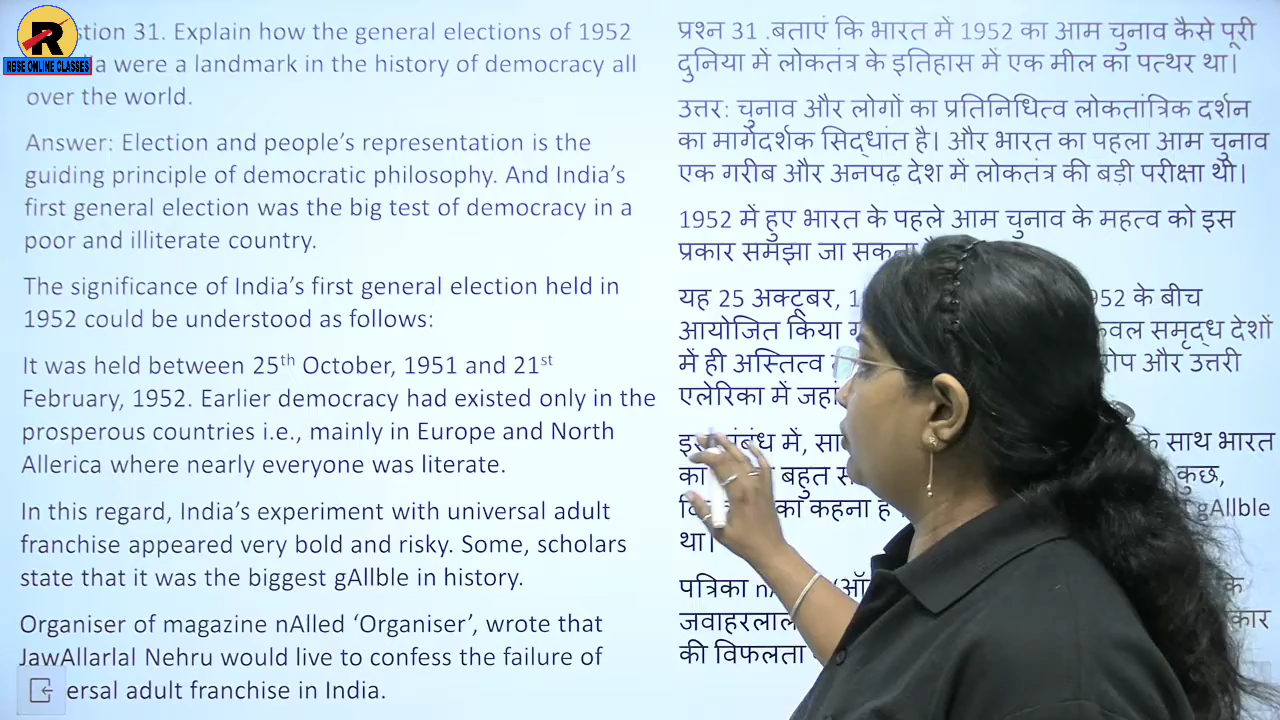 R
RBSE ONLINE CLASSES
stion 31. Explain how the general elections of 1952
a were a landmark in the history of democracy all
over the world.
Answer: Election and people's representation is the
guiding principle of democratic philosophy. And India's
first general election was the big test of democracy in a
poor and illiterate country.
The significance of India's first general election held in
1952 could be understood as follows:
It was held between 25th October, 1951 and 21st
February, 1952. Earlier democracy had existed only in the
prosperous countries i.e., mainly in Europe and North
Allerica where nearly everyone was literate.
In this regard, India's experiment with universal adult
franchise appeared very bold and risky. Some, scholars
state that it was the biggest gAllble in history.
Organiser of magazine nAlled 'Organiser', wrote that
JawAllarlal Nehru would live to confess the failure of
ersal adult franchise in India.
प्रश्न 31 .बताएं कि भारत में 1952 का आम चुनाव कैसे पूरी
दुनिया में लोकतंत्र के इतिहास में एक मील का पत्थर था।
उत्तर: चुनाव और लोगों का प्रतिनिधित्व लोकतांत्रिक दर्शन
का मार्गदर्शक सिद्धांत है। और भारत का पहला आम चुनाव
एक गरीब और अनपढ़ देश में लोकतंत्र की बड़ी परीक्षा थी।
1952 में हुए भारत के पहले आम चुनाव के महत्व को इस
प्रकार समझा जा सकता
यह 25 अक्टूबर, 1 952 के बीच
आयोजित किया वल समृद्ध देशों
में ही अस्तित्व रोप और उत्तरी
एलेरिका में जहां
संबंध में, के साथ भारत
का बहुत कुछ,
का कहना है gAllble
था।
पत्रिका के
जवाहरलाल कार
की विफलता